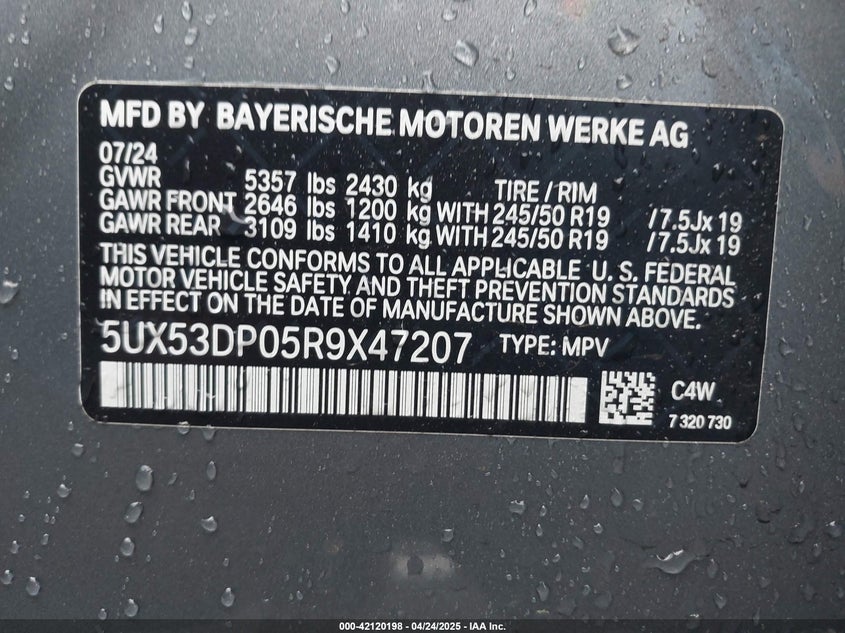 MFD BY BAYERISCHE MOTOREN WERKE AG
07/24
GVWR 5357 lbs 2430 kg TIRE / RIM
GAWR FRONT 2646 lbs 1200 kg WITH 245/50 R19 /7.5Jx 19
GAWR REAR 3109 lbs 1410 kg WITH 245/50 R19 /7.5Jx 19
THIS VEHICLE CONFORMS TO ALL APPLICABLE U. S. FEDERAL
MOTOR VEHICLE SAFETY AND THEFT PREVENTION STANDARDS
IN EFFECT ON THE DATE OF MANUFACTURE SHOWN ABOVE.
5UX53DP05R9X47207 TYPE: MPV
C4W
7 320 730
000-42120198 - 04/24/2025 - IAA Inc.